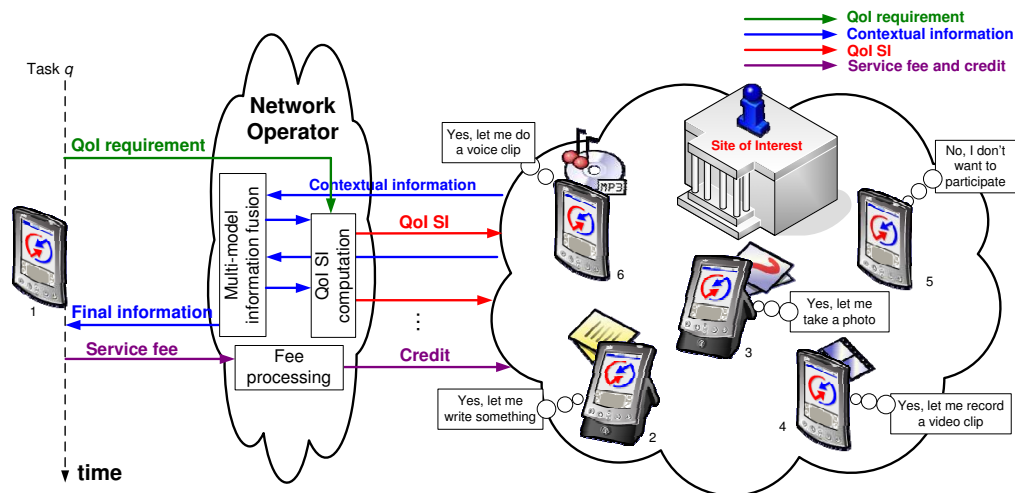 QoI requirement
Contextual information
QoI SI
Service fee and credit
Task q
Network
Operator
QoI requirement
Contextual information
QoI SI
Multi-model
information fusion
QoI SI
computation
Final information
Service fee
Fee
processing
Credit
...
time
1
Yes, let me do
a voice clip
MP3
6
Site of Interest
No, I don't
want to
participate
5
Yes, let me
take a photo
3
Yes, let me
write something
2
Yes, let me record
a video clip
4